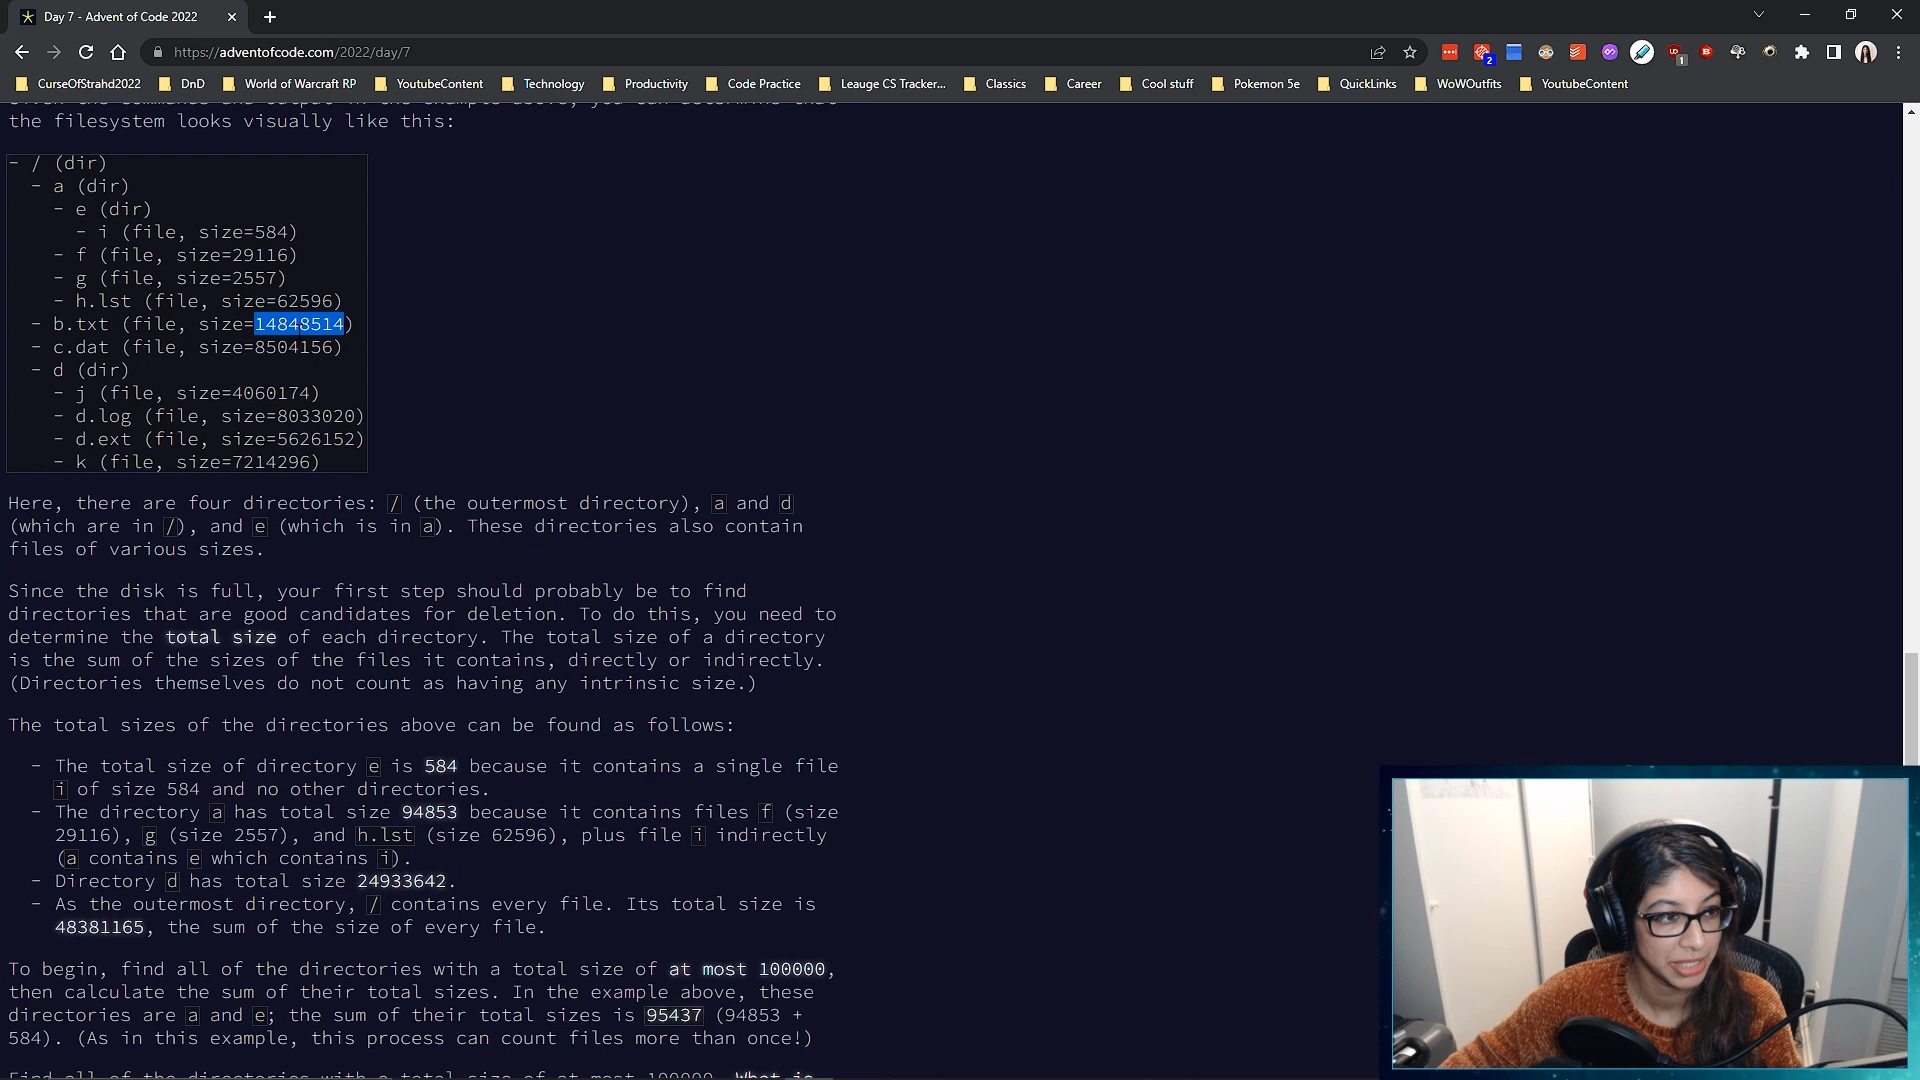 Day 7 - Advent of Code 2022
https://adventofcode.com/2022/day/7
CurseOfStrahd2022 DnD World of Warcraft RP YoutubeContent Technology Productivity Code Practice Leauge CS Tracker... Classics Career Cool stuff Pokemon 5e QuickLinks WoWOutfits YoutubeContent
the filesystem looks visually like this:
- / (dir)
- a (dir)
- e (dir)
- i (file, size=584)
- f (file, size=29116)
- g (file, size=2557)
- h.lst (file, size=62596)
- b.txt (file, size=14848514)
- c.dat (file, size=8504156)
- d (dir)
- j (file, size=4060174)
- d.log (file, size=8033020)
- d.ext (file, size=5626152)
- k (file, size=7214296)
Here, there are four directories: / (the outermost directory), a and d
(which are in /), and e (which is in a). These directories also contain
files of various sizes.
Since the disk is full, your first step should probably be to find
directories that are good candidates for deletion. To do this, you need to
determine the total size of each directory. The total size of a directory
is the sum of the sizes of the files it contains, directly or indirectly.
(Directories themselves do not count as having any intrinsic size.)
The total sizes of the directories above can be found as follows:
- The total size of directory e is 584 because it contains a single file
i of size 584 and no other directories.
- The directory a has total size 94853 because it contains files f (size
29116), g (size 2557), and h.lst (size 62596), plus file i indirectly
(a contains e which contains i).
- Directory d has total size 24933642.
- As the outermost directory, / contains every file. Its total size is
48381165, the sum of the size of every file.
To begin, find all of the directories with a total size of at most 100000,
then calculate the sum of their total sizes. In the example above, these
directories are a and e; the sum of their total sizes is 95437 (94853 +
584). (As in this example, this process can count files more than once!)
Find all of the directories with a total size of at most 100000. What is